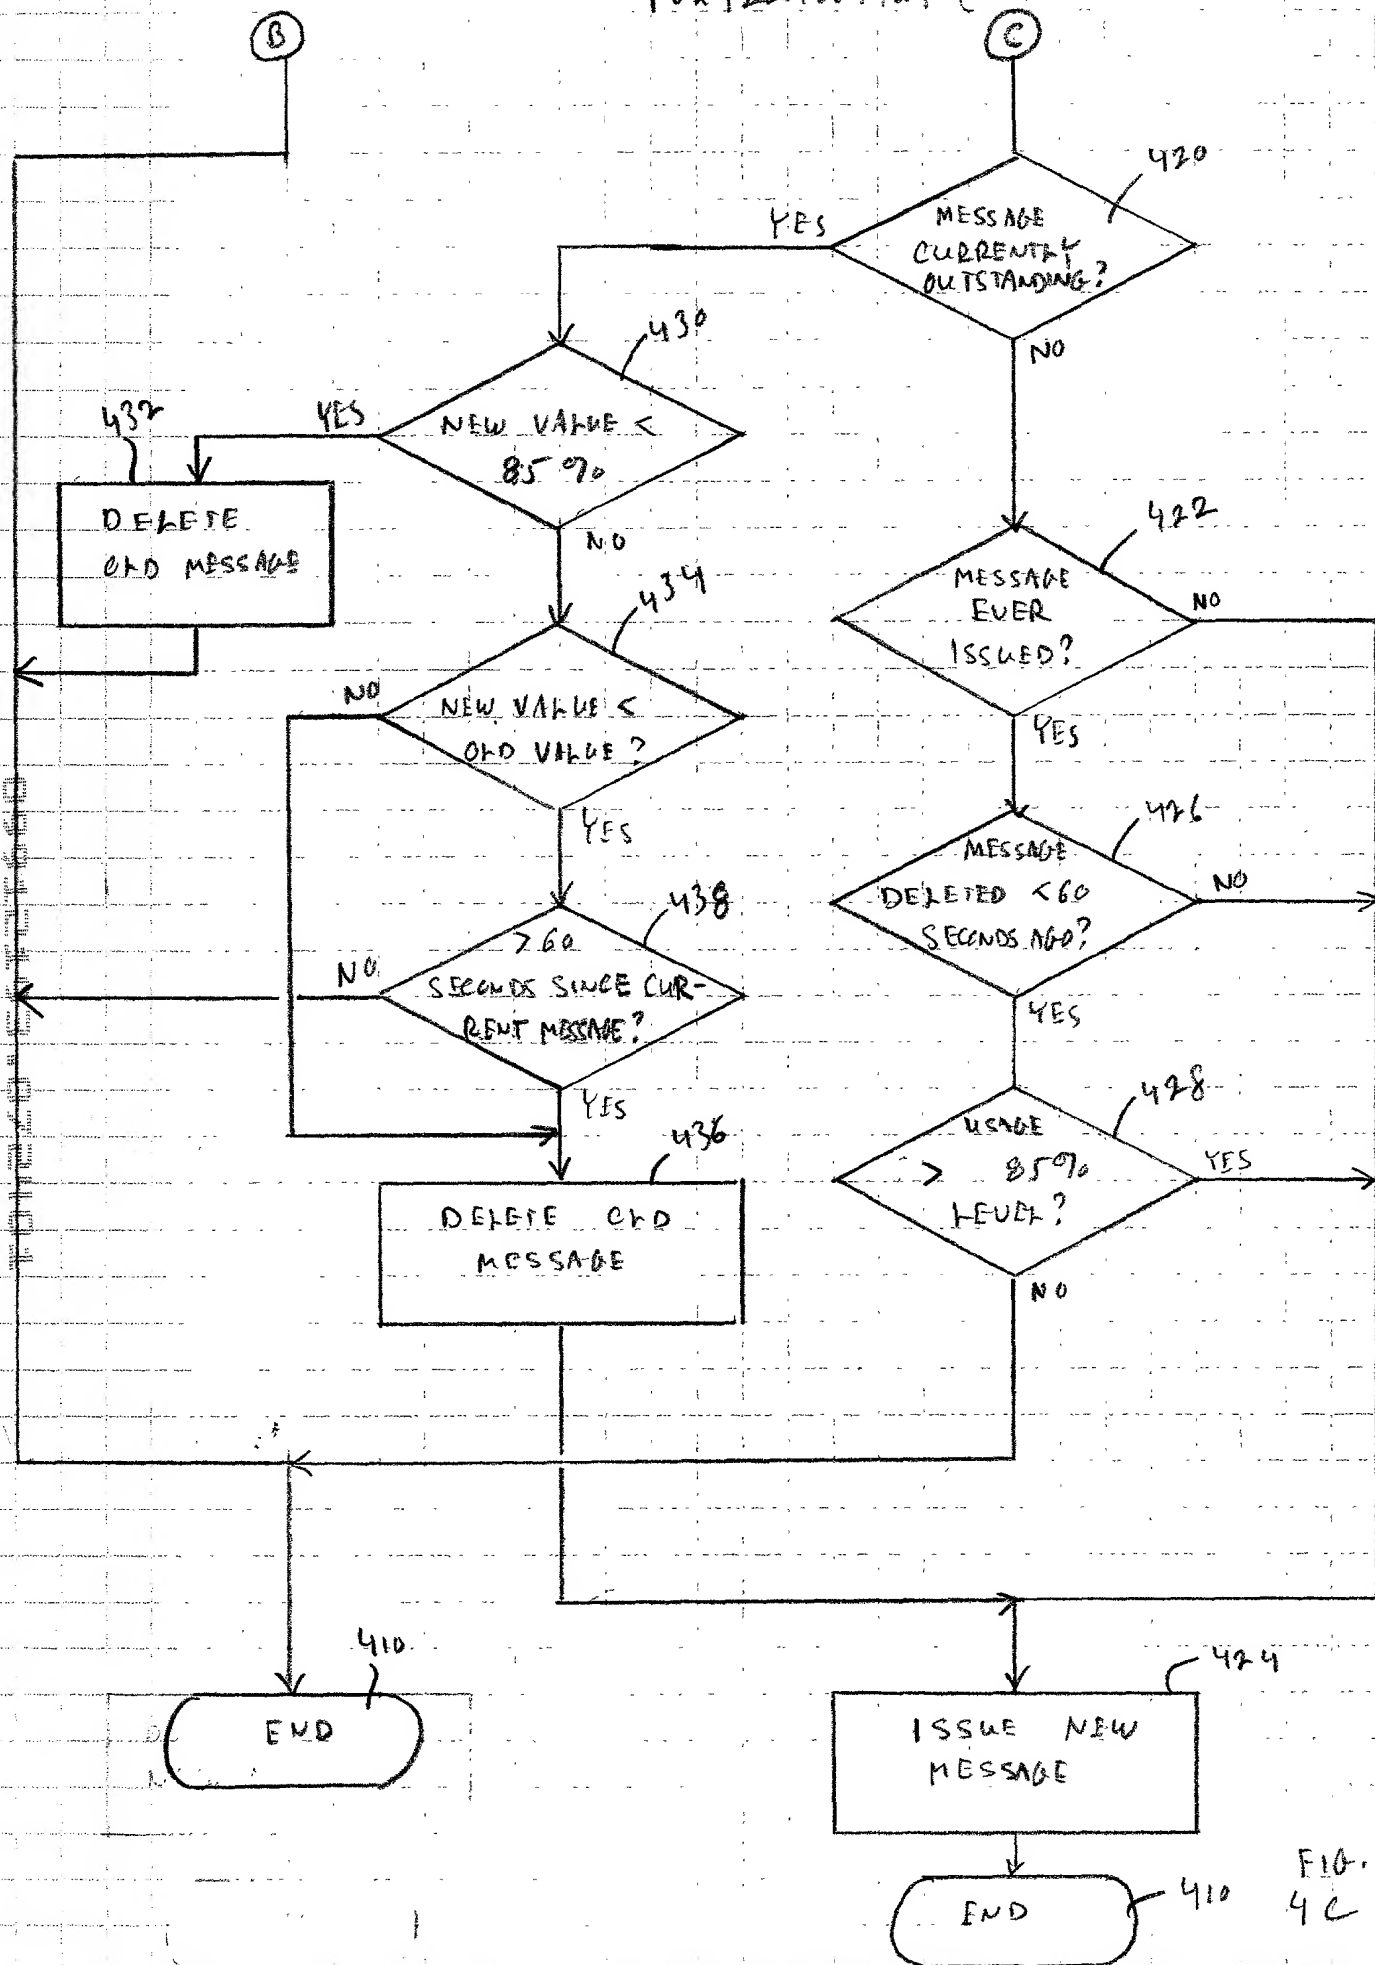 B
C
420
YES
MESSAGE
CURRENTLY
OUTSTANDING?
430
NO
432
YES
NEW VALUE <
85%
422
DELETE
OLD MESSAGE
NO
MESSAGE
EVER
ISSUED?
NO
434
NO
NEW VALUE <
OLD VALUE?
YES
YES
426
MESSAGE
DELETED <60
SECONDS AGO?
NO
438
> 60
SECONDS SINCE CUR-
RENT MESSAGE?
NO
YES
YES
428
USAGE
> 85%
LEVEL?
YES
436
DELETE OLD
MESSAGE
NO
410
END
424
ISSUE NEW
MESSAGE
END
410
FIG.
4C